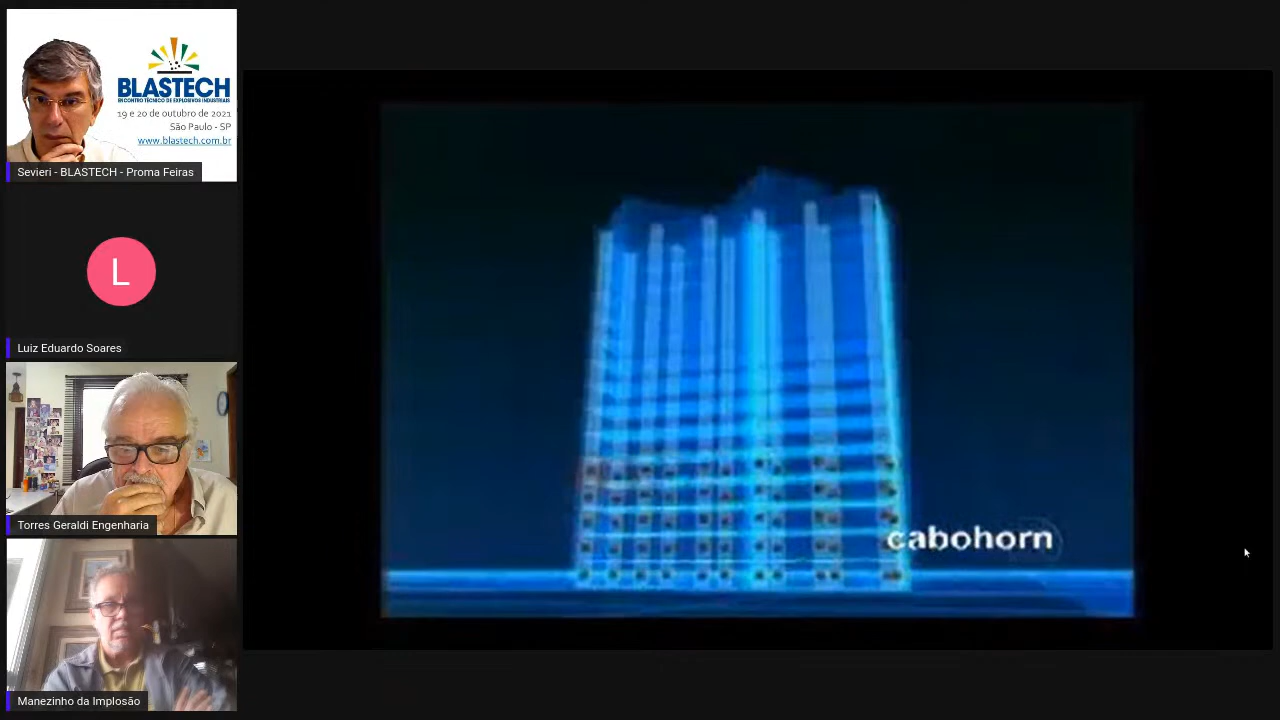 BLASTECH
ENCONTRO TÉCNICO DE EXPLOSIVOS INDUSTRIAIS
19 e 20 de outubro de 2021
São Paulo - SP
www.blastech.com.br
Sevieri - BLASTECH - Proma Feiras
L
Luiz Eduardo Soares
Torres Geraldi Engenharia
Manezinho da Implosão
cabohorn